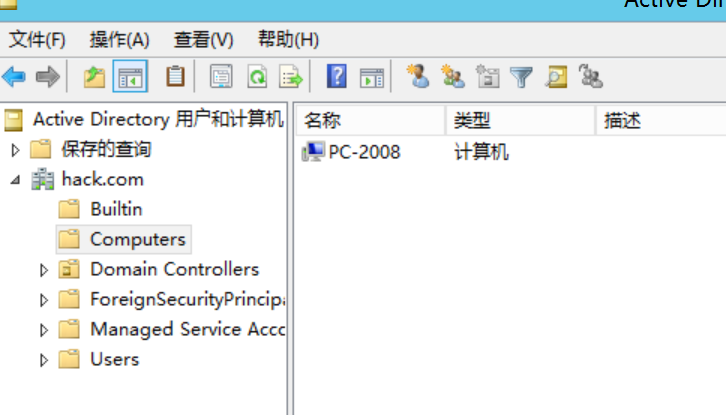 Active Dir
文件(F) 操作(A) 查看(V) 帮助(H)
Active Directory 用户和计算机
保存的查询
hack.com
Builtin
Computers
Domain Controllers
ForeignSecurityPrincipa
Managed Service Acco
Users
名称 类型 描述
PC-2008 计算机